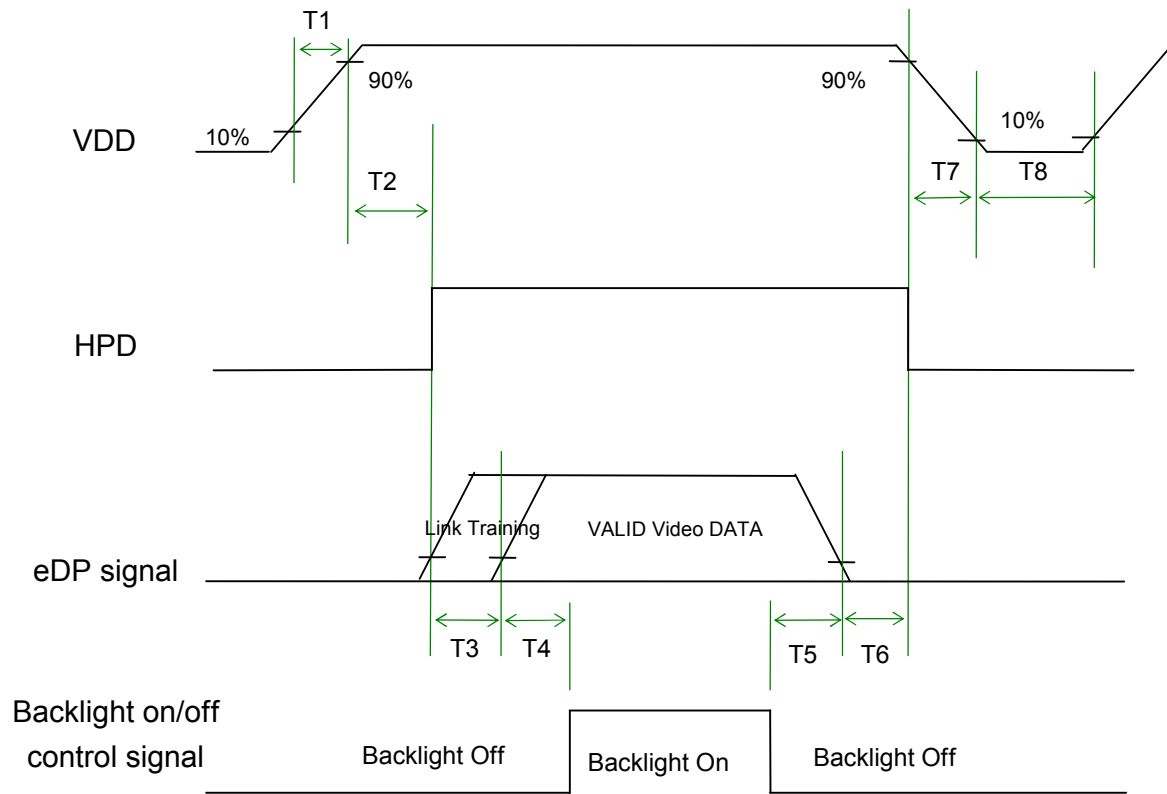 T1
90%
90%
VDD
10%
10%
T2
T7
T8
HPD
Link Training
VALID Video DATA
eDP signal
T3
T4
T5
T6
Backlight on/off
control signal
Backlight Off
Backlight On
Backlight Off